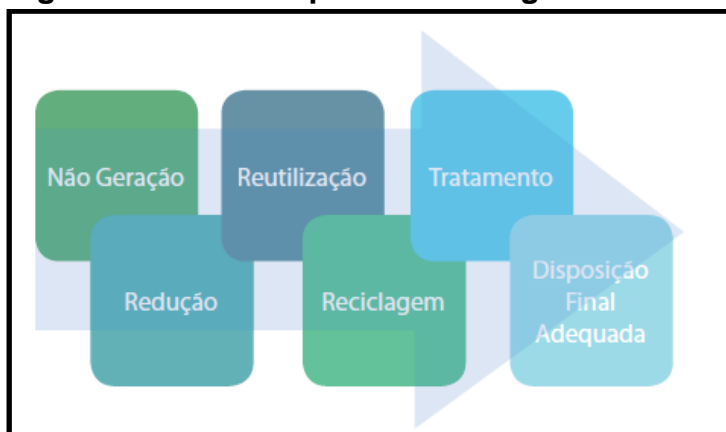 Não Geração
Redução
Reutilização
Reciclagem
Tratamento
Disposição
Final
Adequada